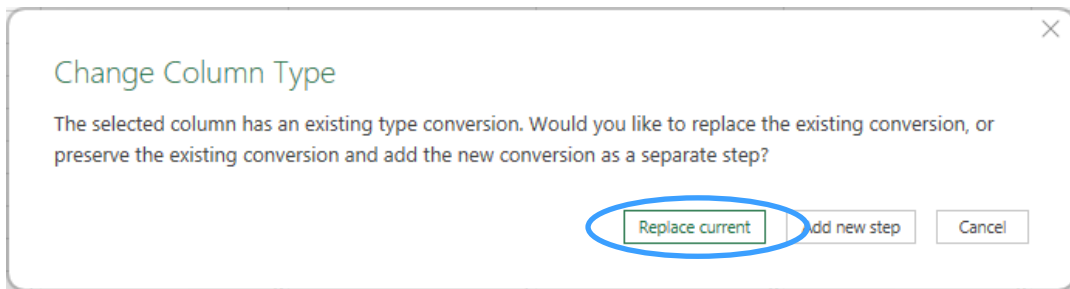 Change Column Type
The selected column has an existing type conversion. Would you like to replace the existing conversion, or
preserve the existing conversion and add the new conversion as a separate step?
Replace current Add new step Cancel